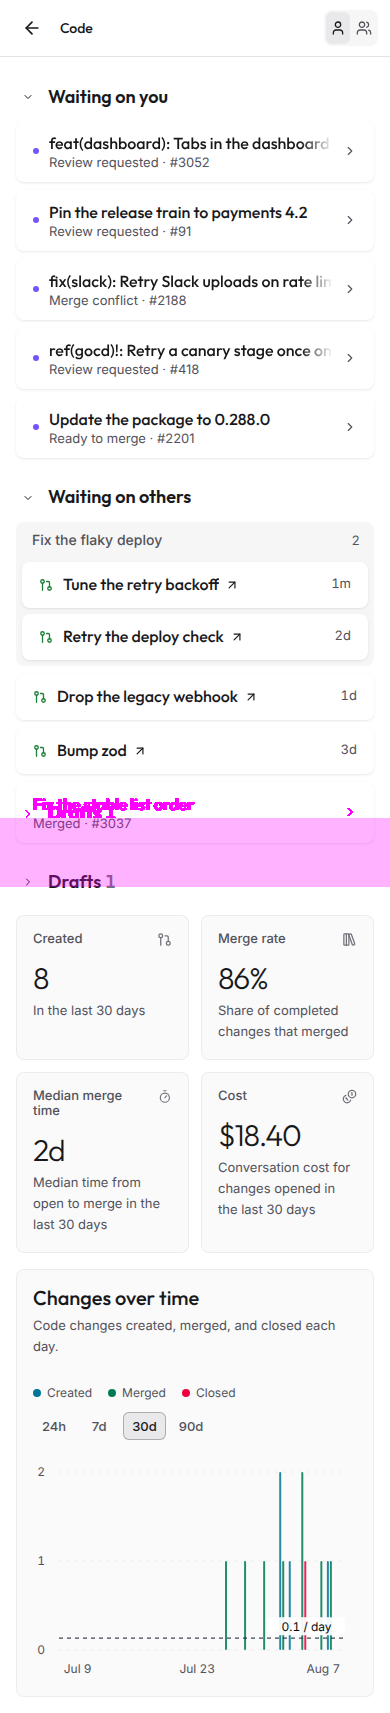 Code
Waiting on you
feat(dashboard): Tabs in the dashboard
Review requested · #3052
Pin the release train to payments 4.2
Review requested · #91
fix(slack): Retry Slack uploads on rate lim
Merge conflict · #2188
ref(gocd)!: Retry a canary stage once on
Review requested · #418
Update the package to 0.288.0
Ready to merge · #2201
Waiting on others
Fix the flaky deploy 2
Tune the retry backoff 1m
Retry the deploy check 2d
Drop the legacy webhook 1d
Bump zod 3d
Fix the stable list order
Drafts 1
Merged · #3037
Drafts 1
Created
8
In the last 30 days
Merge rate
86%
Share of completed
changes that merged
Median merge
time
2d
Median time from
open to merge in the
last 30 days
Cost
$18.40
Conversation cost for
changes opened in
the last 30 days
Changes over time
Code changes created, merged, and closed each
day.
Created Merged Closed
24h 7d 30d 90d
2
1
0.1 / day
0
Jul 9 Jul 23 Aug 7